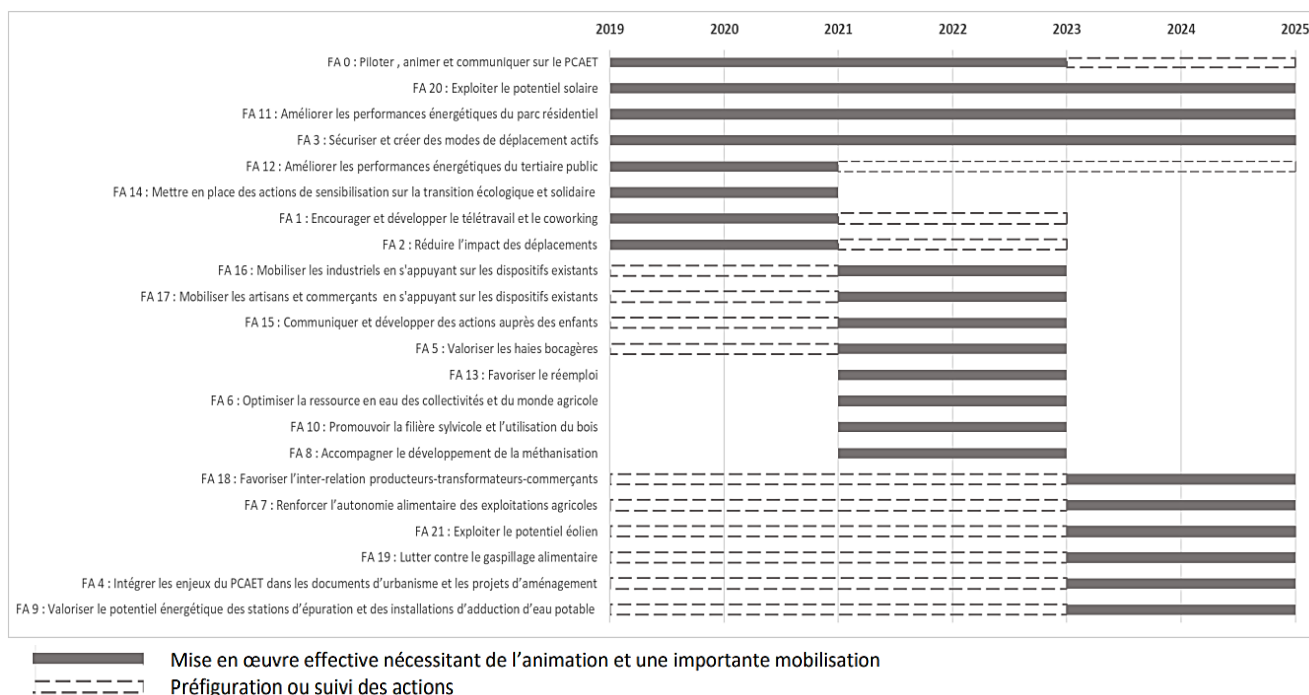 2019 2020 2021 2022 2023 2024 2025
FA 0 : Piloter , animer et communiquer sur le PCAET
FA 20 : Exploiter le potentiel solaire
FA 11 : Améliorer les performances énergétiques du parc résidentiel
FA 3 : Sécuriser et créer des modes de déplacement actifs
FA 12 : Améliorer les performances énergétiques du tertiaire public
FA 14 : Mettre en place des actions de sensibilisation sur la transition écologique et solidaire
FA 1 : Encourager et développer le télétravail et le coworking
FA 2 : Réduire l’impact des déplacements
FA 16 : Mobiliser les industriels en s'appuyant sur les dispositifs existants
FA 17 : Mobiliser les artisans et commerçants en s'appuyant sur les dispositifs existants
FA 15 : Communiquer et développer des actions auprès des enfants
FA 5 : Valoriser les haies bocagères
FA 13 : Favoriser le réemploi
FA 6 : Optimiser la ressource en eau des collectivités et du monde agricole
FA 10 : Promouvoir la filière sylvicole et l’utilisation du bois
FA 8 : Accompagner le développement de la méthanisation
FA 18 : Favoriser l’inter-relation producteurs-transformateurs-commerçants
FA 7 : Renforcer l’autonomie alimentaire des exploitations agricoles
FA 21 : Exploiter le potentiel éolien
FA 19 : Lutter contre le gaspillage alimentaire
FA 4 : Intégrer les enjeux du PCAET dans les documents d’urbanisme et les projets d’aménagement
FA 9 : Valoriser le potentiel énergétique des stations d’épuration et des installations d’adduction d’eau potable
Mise en œuvre effective nécessitant de l’animation et une importante mobilisation
Préfiguration ou suivi des actions